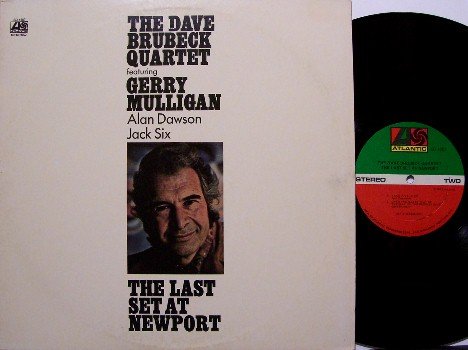 THE DAVE
BRUBECK
QUARTET
featuring
GERRY
MULLIGAN
Alan Dawson
Jack Six
THE LAST
SET AT
NEWPORT
ATLANTIC
STEREO
TWO